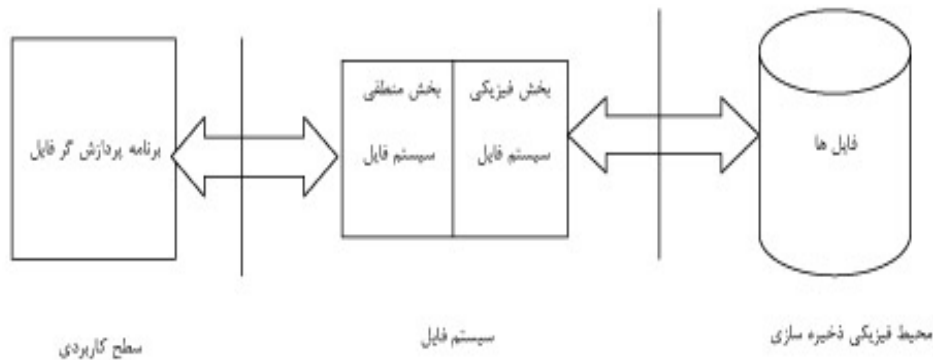 بخش منطقی
سیستم فایل
بخش فیزیکی
سیستم فایل
برنامه پردازش گر فایل
فایل ها
سطح کاربردی
سیستم فایل
محیط فیزیکی ذخیره سازی